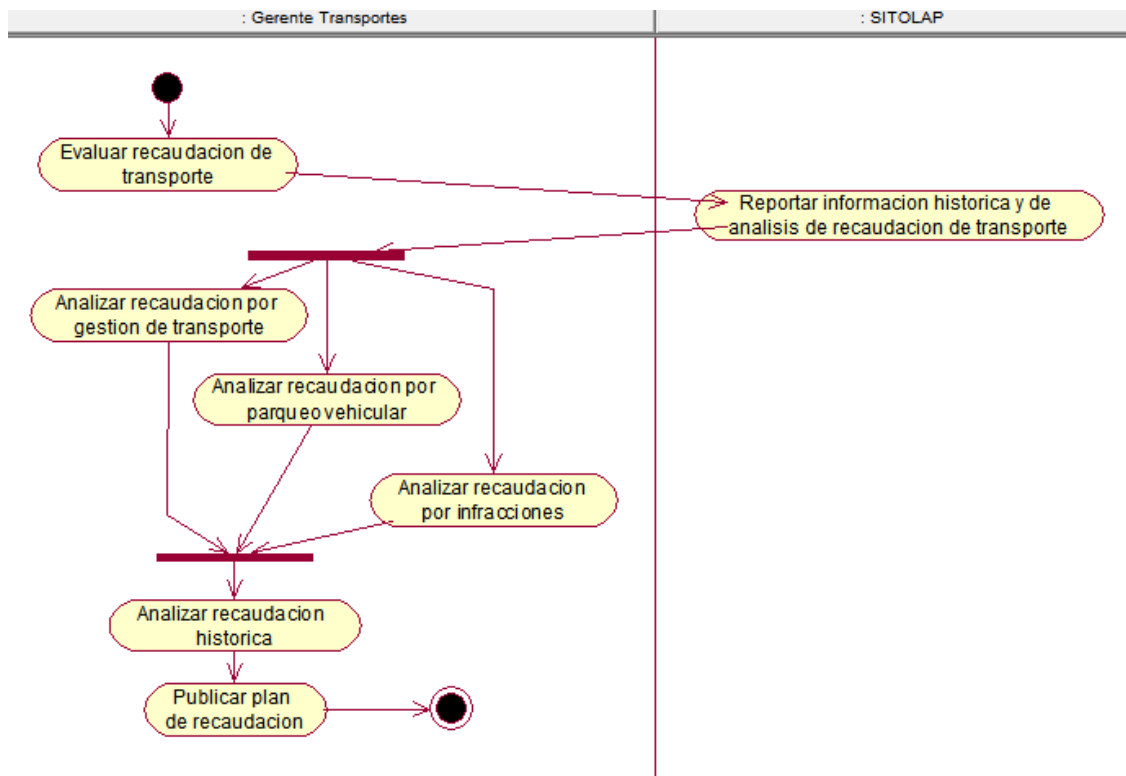 : Gerente Transportes
: SITOLAP
Evaluar recaudacion de
transporte
Reportar informacion historica y de
analisis de recaudacion de transporte
Analizar recaudacion por
gestion de transporte
Analizar recaudacion por
parqueo vehicular
Analizar recaudacion
por infracciones
Analizar recaudacion
historica
Publicar plan
de recaudacion